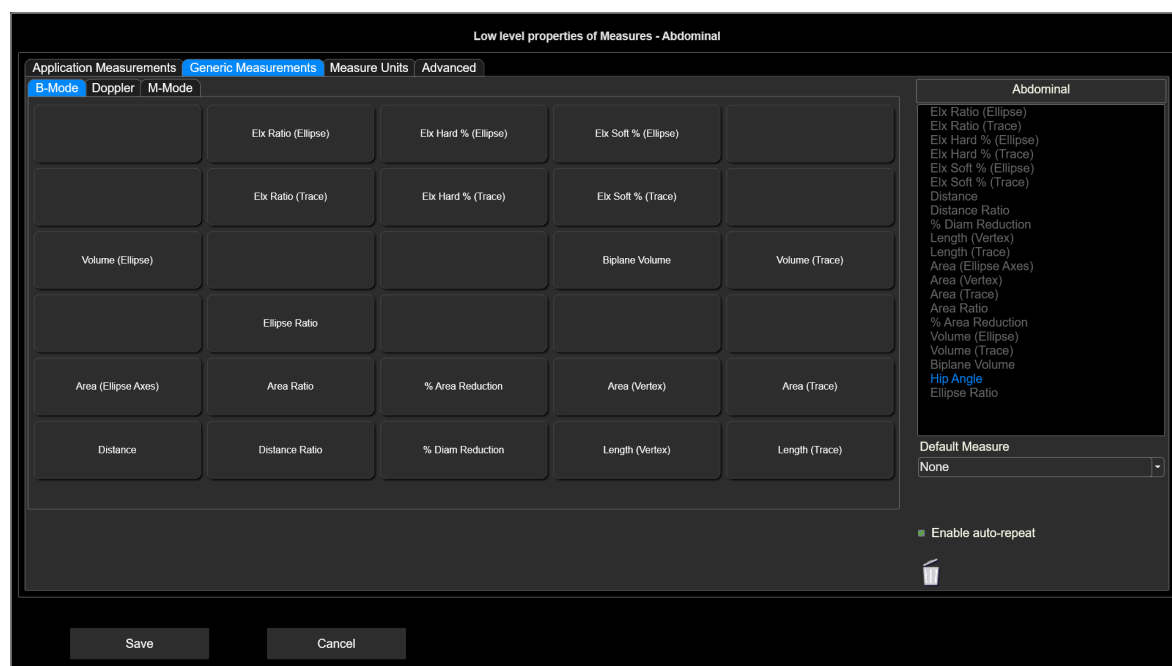 Low level properties of Measures - Abdominal
Application Measurements Generic Measurements Measure Units Advanced
B-Mode Doppler M-Mode
Elx Ratio (Ellipse) Elx Hard % (Ellipse) Elx Soft % (Ellipse)
Elx Ratio (Trace) Elx Hard % (Trace) Elx Soft % (Trace)
Volume (Ellipse) Biplane Volume Volume (Trace)
Ellipse Ratio
Area (Ellipse Axes) Area Ratio % Area Reduction Area (Vertex) Area (Trace)
Distance Distance Ratio % Diam Reduction Length (Vertex) Length (Trace)
Abdominal
Elx Ratio (Ellipse)
Elx Ratio (Trace)
Elx Hard % (Ellipse)
Elx Hard % (Trace)
Elx Soft % (Ellipse)
Elx Soft % (Trace)
Distance
Distance Ratio
% Diam Reduction
Length (Vertex)
Length (Trace)
Area (Ellipse Axes)
Area (Vertex)
Area (Trace)
Area Ratio
% Area Reduction
Volume (Ellipse)
Volume (Trace)
Biplane Volume
Hip Angle
Ellipse Ratio
Default Measure
None
Enable auto-repeat
Save Cancel